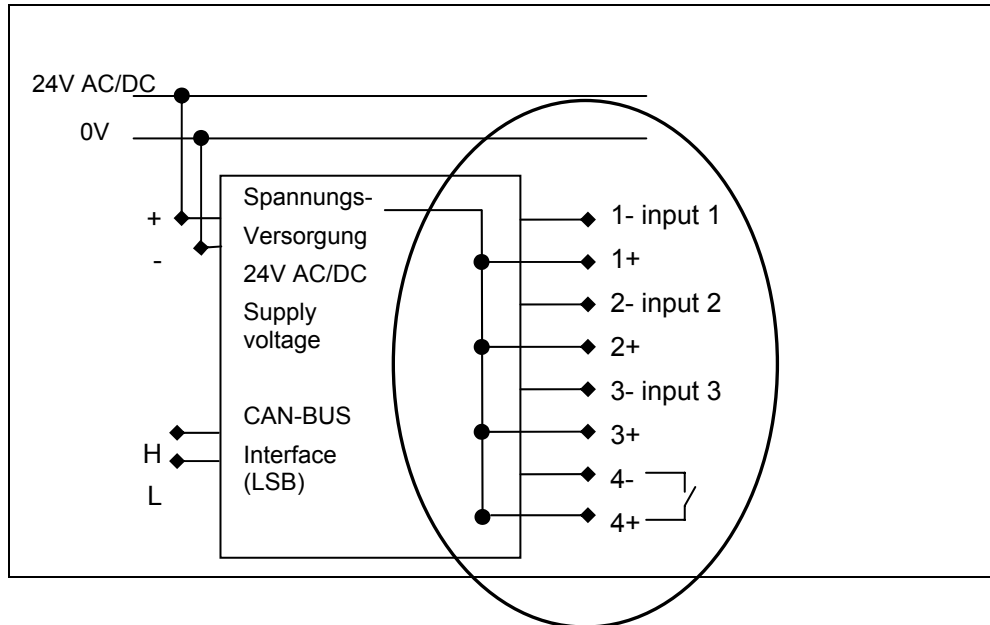 24V AC/DC
0V
+
-
Spannungs-
Versorgung
24V AC/DC
Supply
voltage
CAN-BUS
Interface
(LSB)
H
L
1- input 1
1+
2- input 2
2+
3- input 3
3+
4-
4+